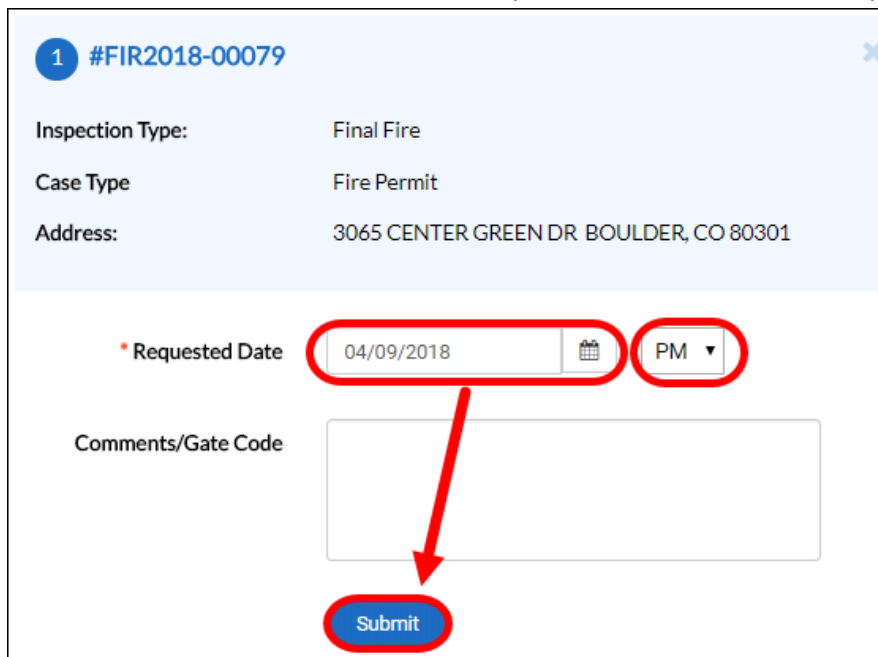 1 #FIR2018-00079
Inspection Type: Final Fire
Case Type Fire Permit
Address: 3065 CENTER GREEN DR BOULDER, CO 80301
* Requested Date 04/09/2018 PM
Comments/Gate Code
Submit